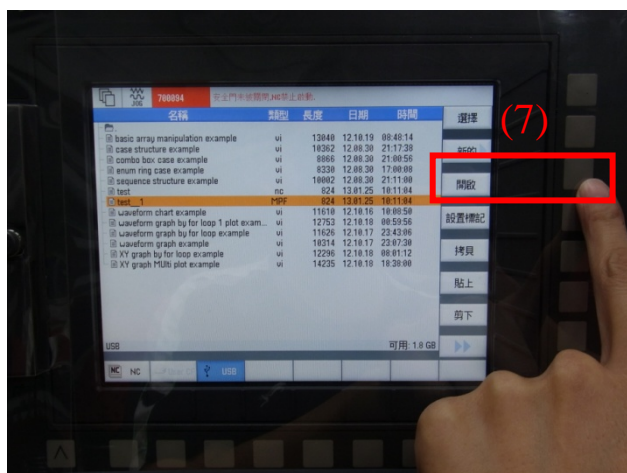 JOG 700094 安全門未被關閉,NC禁止啟動.
名稱 類型 長度 日期 時間 選擇
(7)
basic array manipulation example vi 13040 12.10.19 09:48:14
case structure example vi 10362 12.08.30 21:17:38
combo box case example vi 8866 12.08.30 21:00:56
enum ring case example vi 8330 12.08.30 17:00:08
sequence structure example vi 10002 12.08.30 21:11:00
test nc 824 13.01.25 10:11:04
開啟
test__1 MPF 824 13.01.25 10:11:04
waveform chart example vi 11610 12.10.16 10:08:50
waveform graph by for loop 1 plot exam... vi 12753 12.10.18 00:59:56
設置標記
waveform graph by for loop example vi 11626 12.10.17 23:43:06
waveform graph example vi 10314 12.10.17 23:07:30
XY graph by for loop example vi 12296 12.10.18 08:01:12
拷貝
XY graph MUlti plot example vi 14235 12.10.18 18:38:08
貼上
剪下
USB 可用: 1.8 GB
NC NC USB